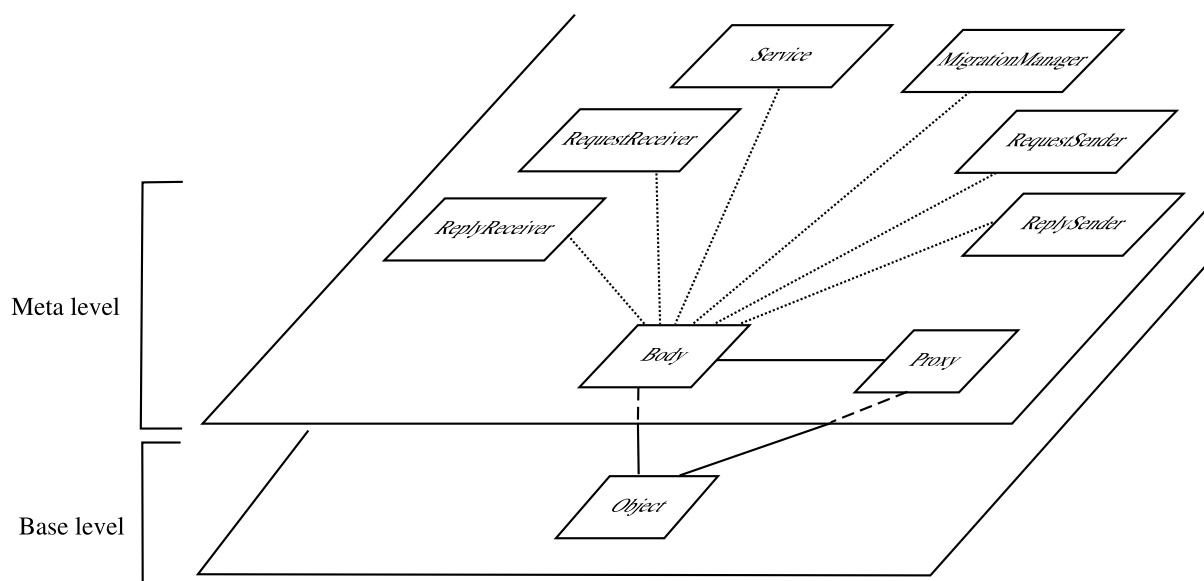 Service
MigrationManager
RequestReceiver
RequestSender
ReplyReceiver
ReplySender
Meta level
Body
Proxy
Object
Base level